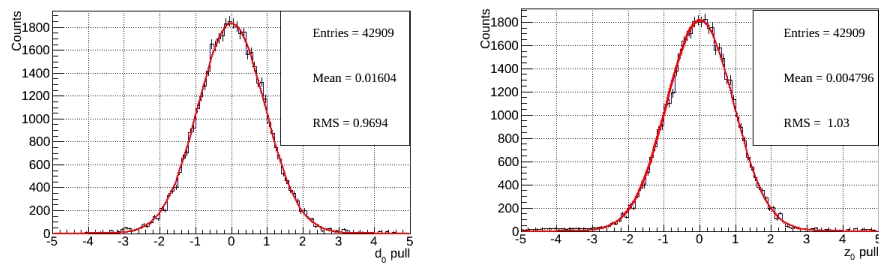 Counts
1800
1600
1400
1200
1000
800
600
400
200
0
Entries = 42909
Mean = 0.01604
RMS = 0.9694
-5 -4 -3 -2 -1 0 1 2 3 4 5
d0 pull
Counts
1800
1600
1400
1200
1000
800
600
400
200
0
Entries = 42909
Mean = 0.004796
RMS = 1.03
-5 -4 -3 -2 -1 0 1 2 3 4 5
z0 pull